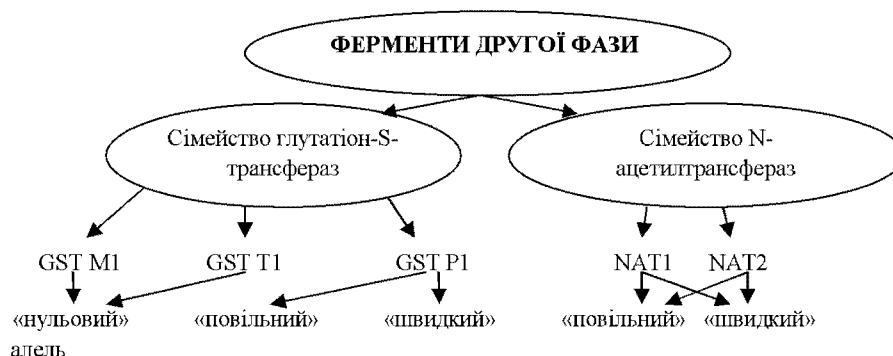 ФЕРМЕНТИ ДРУГОЇ ФАЗИ
Сімейство глутатіон-S-
трансфераз
Сімейство N-
ацетилтрансфераз
GST M1 GST T1 GST P1 NAT1 NAT2
«нульовий» «повільний» «швидкий» «повільний» «швидкий»
алель